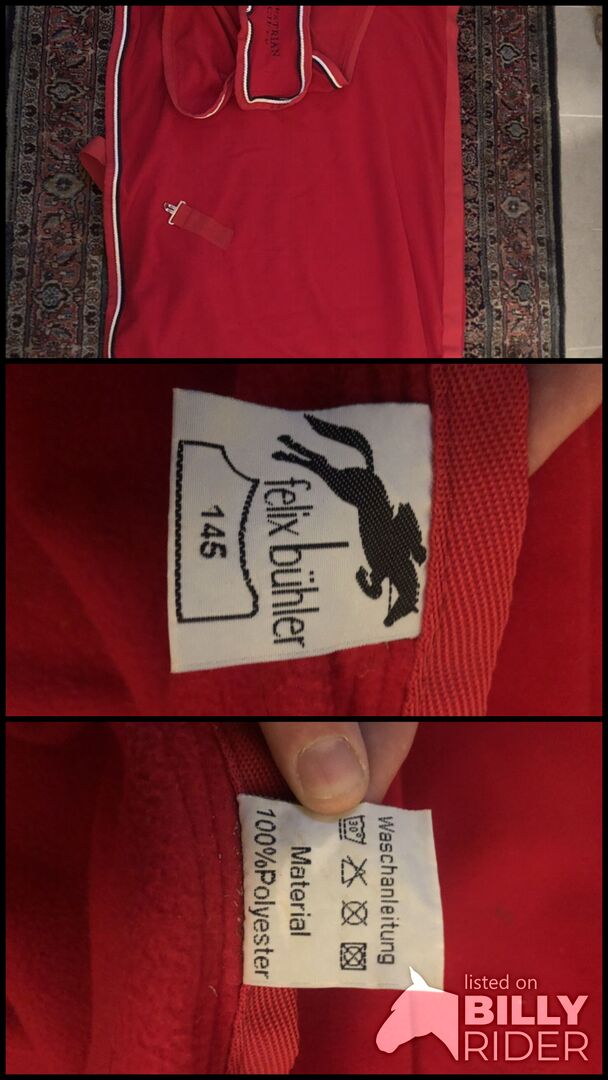 felix bühler
145
Waschanleitung
30°
Material
100%Polyester
listed on
BILLY
RIDER